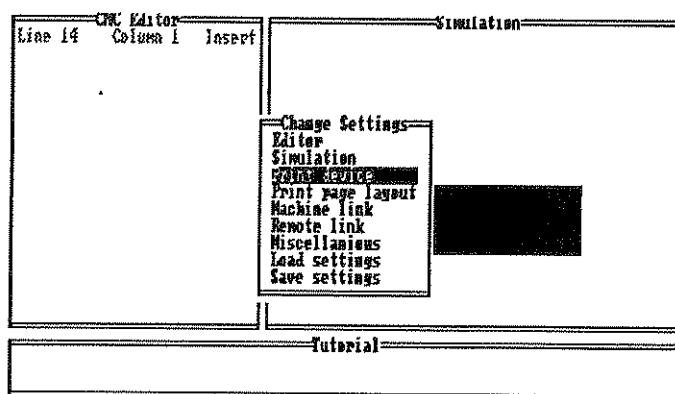 CNC Editor
Simulation
Line 14 Column 1 Insert
Change Settings
Editor
Simulation
Print page layout
Machine link
Remote link
Miscellanious
Load settings
Save settings
Tutorial